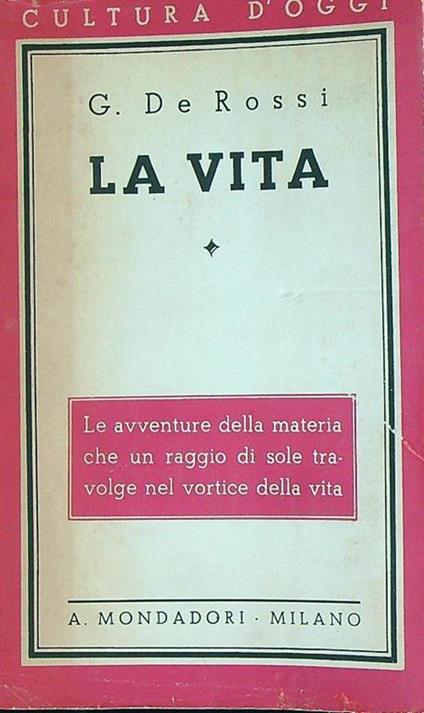 CULTURA D'OGGI
G. De Rossi
LA VITA
Le avventure della materia
che un raggio di sole tra-
volge nel vortice della vita
A. MONDADORI · MILANO